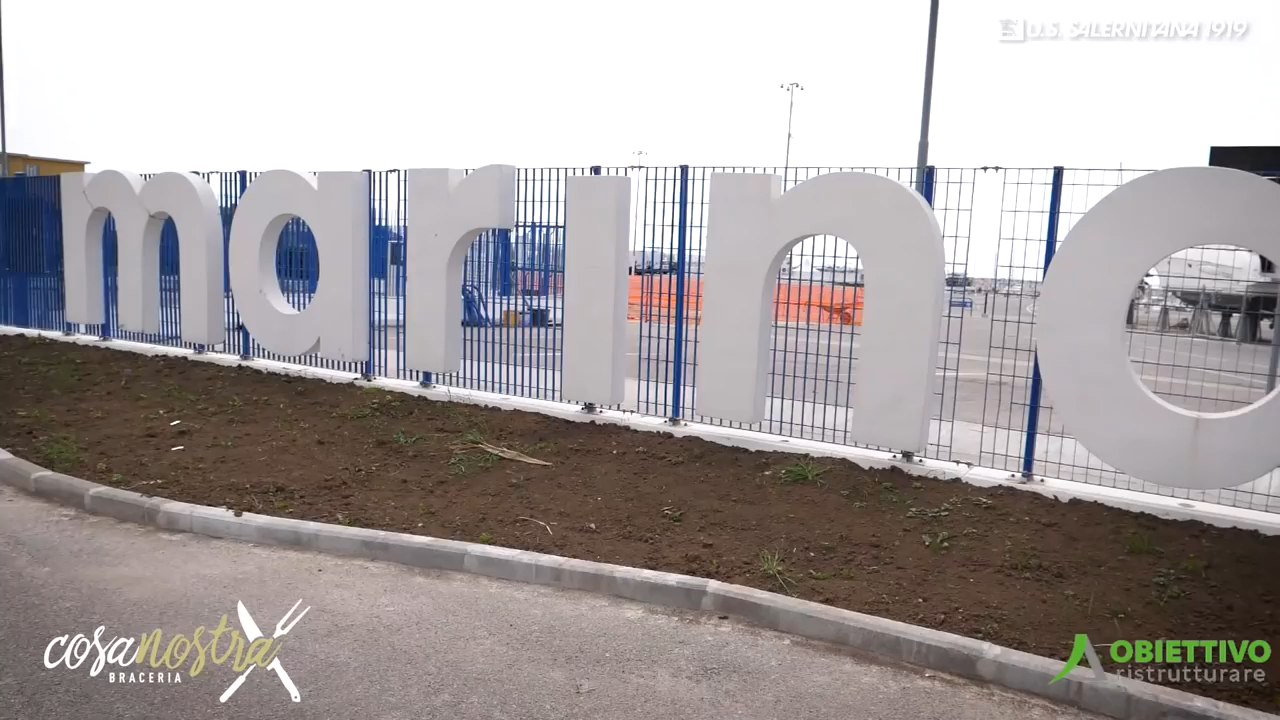 U.S. SALERNITANA 1919
marina
cosanostra
BRACERIA
OBIETTIVO
ristrutturare